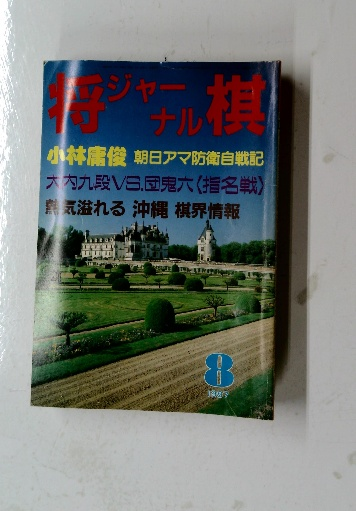 将棋
ジャーナル
小林庸俊 朝日アマ防衛自戦記
大内九段VS.団鬼六〈指名戦〉
熱気溢れる 沖縄 棋界情報
8
1987